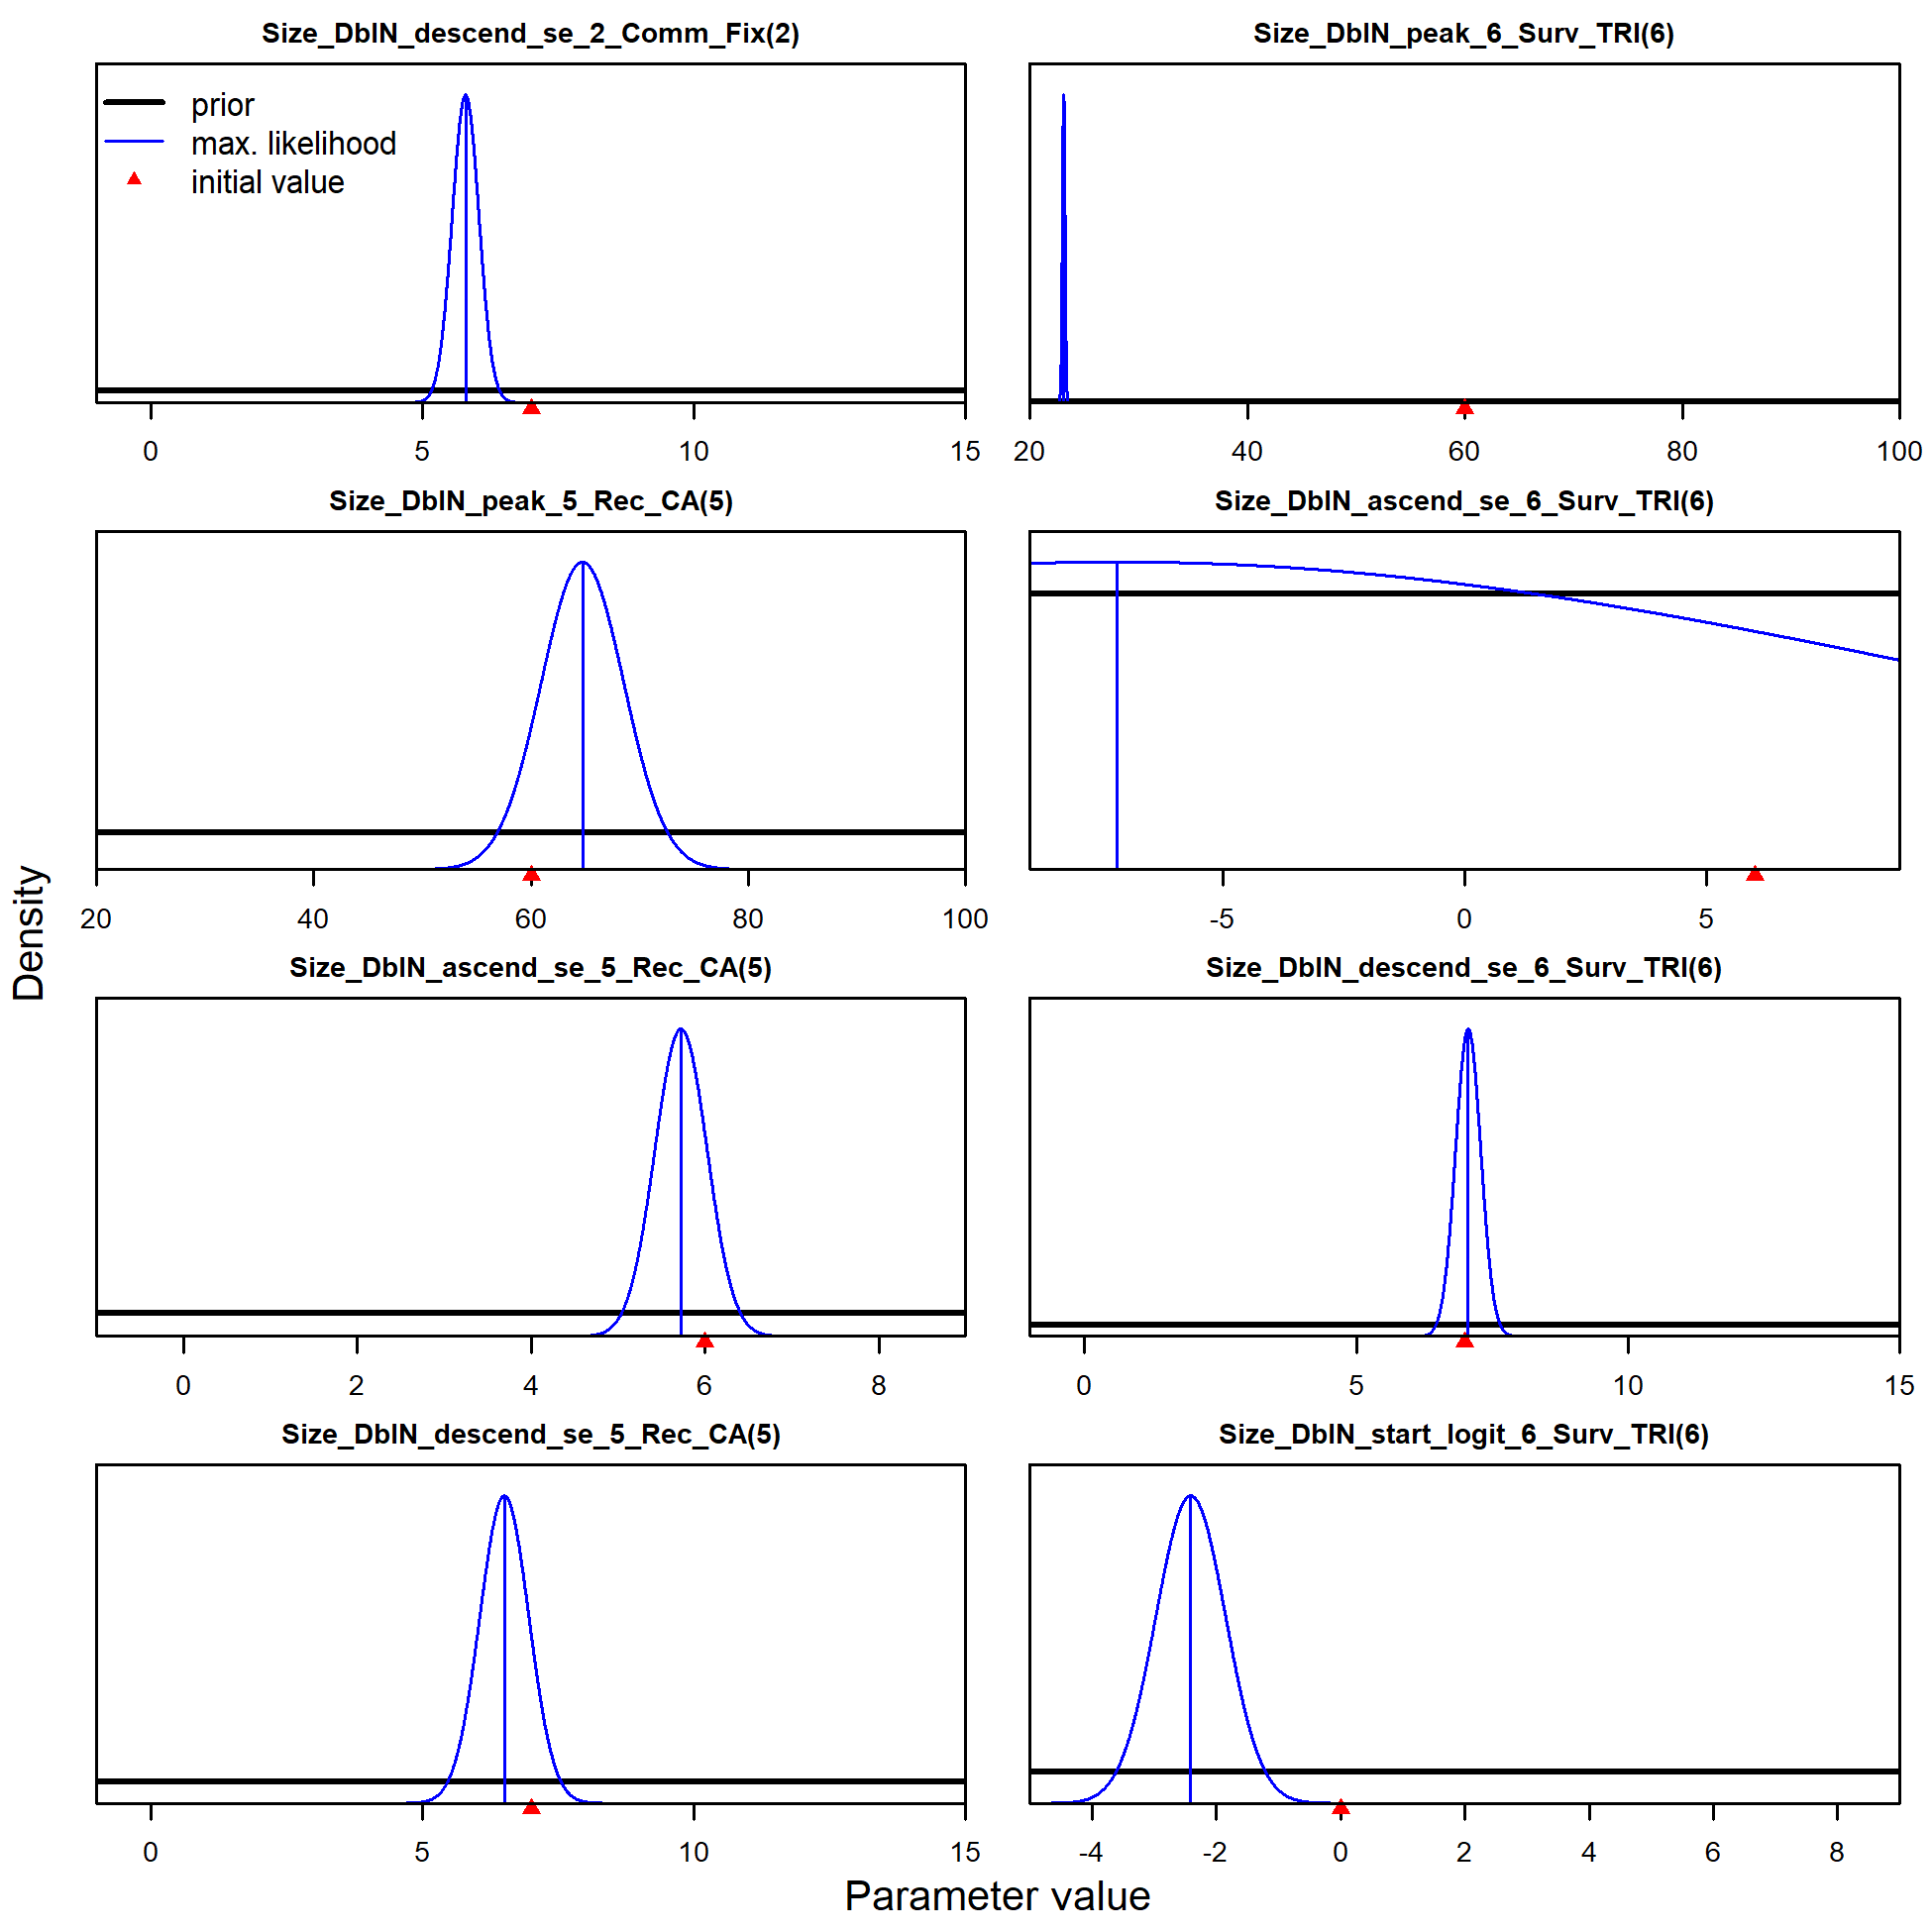 Size_DblN_descend_se_2_Comm_Fix(2)
prior
max. likelihood
initial value
0 5 10 15
Size_DblN_peak_6_Surv_TRI(6)
20 40 60 80 100
Size_DblN_peak_5_Rec_CA(5)
20 40 60 80 100
Size_DblN_ascend_se_6_Surv_TRI(6)
-5 0 5
Size_DblN_ascend_se_5_Rec_CA(5)
0 2 4 6 8
Size_DblN_descend_se_6_Surv_TRI(6)
0 5 10 15
Size_DblN_descend_se_5_Rec_CA(5)
0 5 10 15
Size_DblN_start_logit_6_Surv_TRI(6)
-4 -2 0 2 4 6 8
Density
Parameter value